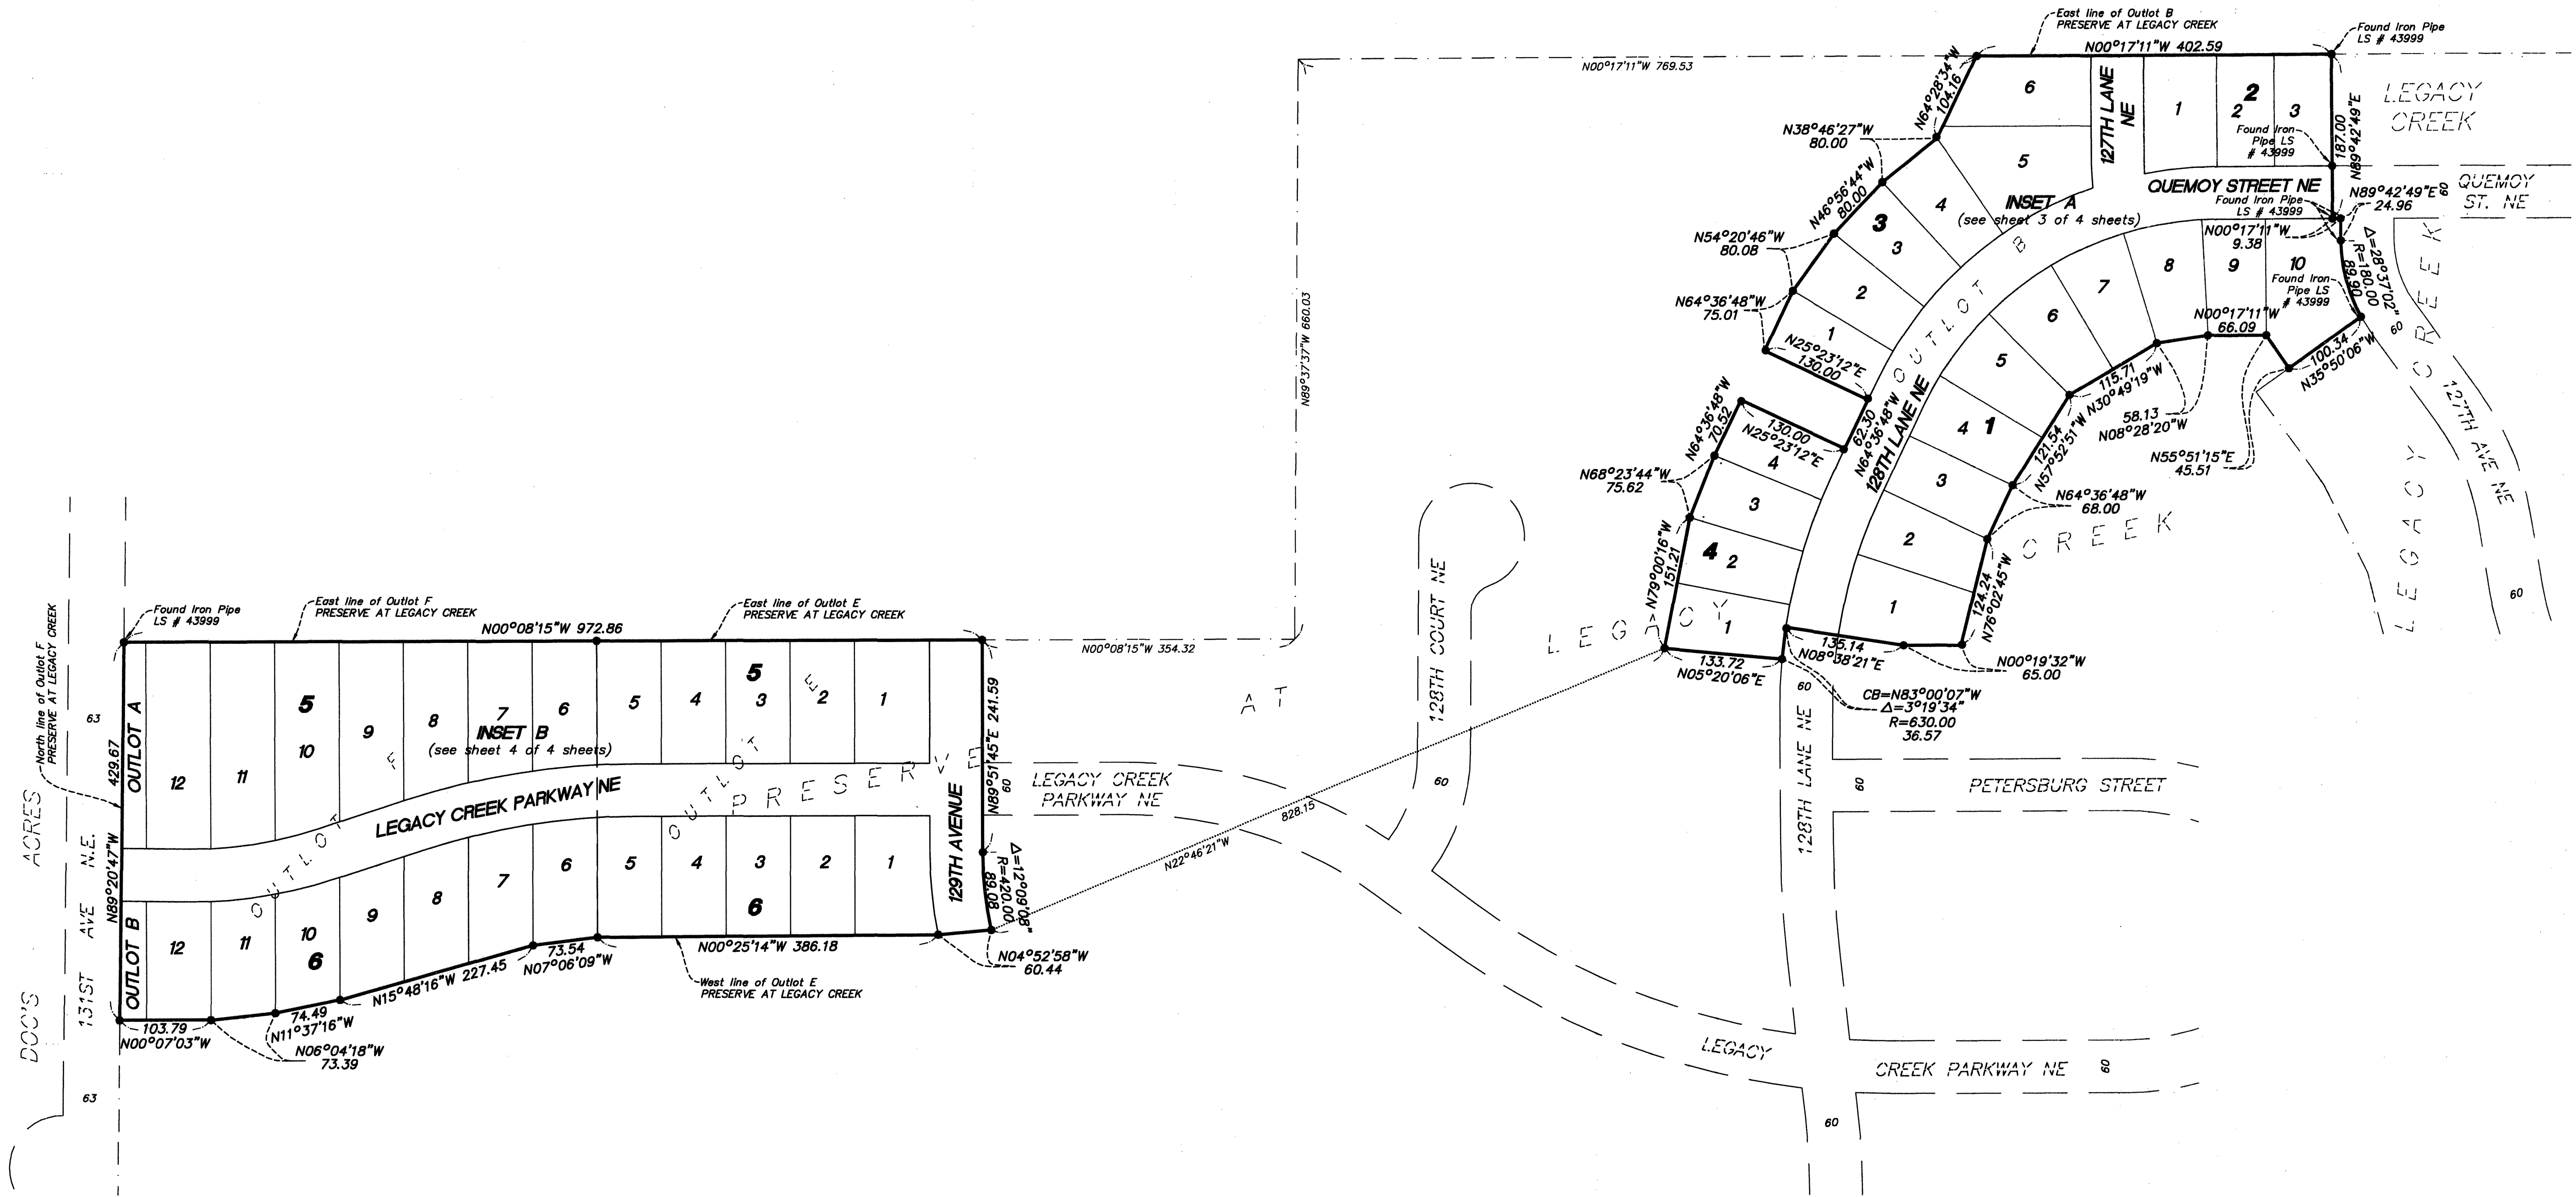 East line of Outlot B
PRESERVE AT LEGACY CREEK
Found Iron Pipe
LS # 43999
N00°17'11"W 402.59
N00°17'11"W 769.53
N64°28'34"W
104.16
N38°46'27"W
80.00
N46°56'44"W
80.00
N54°20'46"W
80.08
N64°36'48"W
75.01
N25°23'12"E
130.00
6
127TH LANE
NE
1
2
2
3
Found Iron
Pipe LS
# 43999
187.00
N89°42'49"E
LEGACY
CREEK
5
QUEMOY STREET NE
Found Iron Pipe
LS # 43999
N89°42'49"E
24.96
60
QUEMOY
ST. NE
4
INSET A
(see sheet 3 of 4 sheets)
3
3
2
1
N00°17'11"W
9.38
Δ=28°37'02"
R=180.00
89.90
10
Found Iron
Pipe LS
# 43999
9
8
7
6
5
4
1
3
2
1
OUTLOT B
128TH LANE NE
N00°17'11"W
66.09
100.34
N35°50'06"W
60
LEGACY CREEK
127TH AVE NE
60
LEGACY
115.71
N30°49'19"W
58.13
N08°28'20"W
N55°51'15"E
45.51
121.54
N57°52'51"W
N64°36'48"W
68.00
CREEK
124.24
N76°02'45"W
N00°19'32"W
65.00
135.14
N08°38'21"E
CB=N83°00'07"W
Δ=3°19'34"
R=630.00
36.57
62.30
N64°36'48"W
130.00
N25°23'12"E
N64°36'48"W
70.52
N68°23'44"W
75.62
N79°00'16"W
151.21
4
3
4
2
1
133.72
N05°20'06"E
N89°37'37"W 660.03
N00°08'15"W 354.32
LEGACY
AT
PRESERVE
128TH COURT NE
60
60
128TH LANE NE
60
PETERSBURG STREET
N22°46'21"W
828.15
LEGACY
CREEK PARKWAY NE
60
60
Found Iron Pipe
LS # 43999
East line of Outlot F
PRESERVE AT LEGACY CREEK
East line of Outlot E
PRESERVE AT LEGACY CREEK
N00°08'15"W 972.86
North line of Outlot F
PRESERVE AT LEGACY CREEK
63
429.67
N89°20'47"W
DOC'S ACRES
131ST AVE N.E.
63
OUTLOT A
12
11
5
10
9
8
7
6
5
4
5
3
2
1
INSET B
(see sheet 4 of 4 sheets)
OUTLOT F
OUTLOT E
LEGACY CREEK PARKWAY NE
129TH AVENUE
N89°51'45"E 241.59
60
LEGACY CREEK
PARKWAY NE
Δ=12°09'08"
R=420.00
89.08
OUTLOT B
12
11
10
6
9
8
7
6
5
4
3
6
2
1
N04°52'58"W
60.44
N00°25'14"W 386.18
West line of Outlot E
PRESERVE AT LEGACY CREEK
73.54
N07°06'09"W
N15°48'16"W 227.45
74.49
N11°37'16"W
N06°04'18"W
73.39
103.79
N00°07'03"W